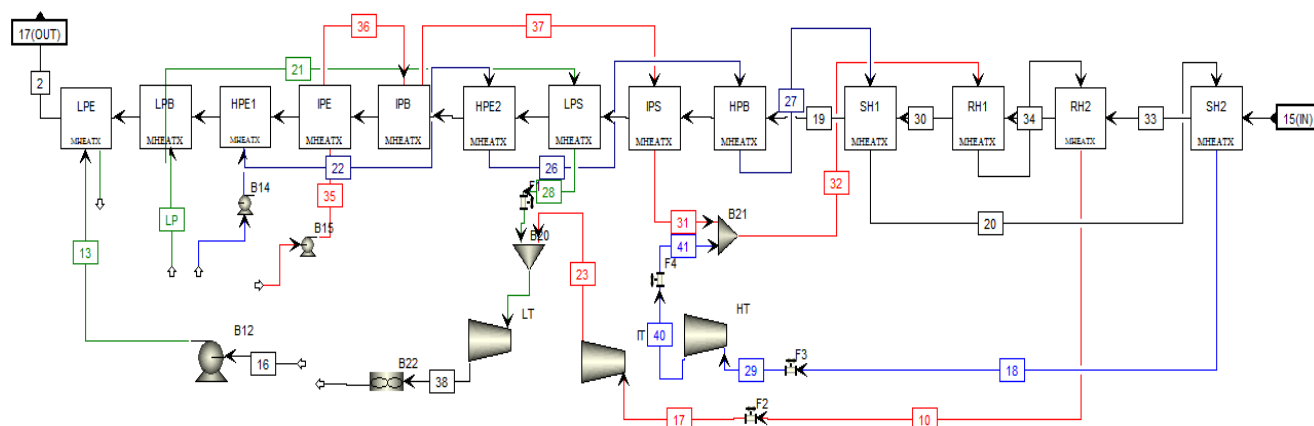 17(OUT)
36
37
2
21
27
LPE
MHEATX
LPB
MHEATX
HPE1
MHEATX
IPE
MHEATX
IPB
MHEATX
HPE2
MHEATX
LPS
MHEATX
IPS
MHEATX
HPB
MHEATX
19
SH1
MHEATX
30
RH1
MHEATX
34
RH2
MHEATX
33
SH2
MHEATX
15(IN)
22
26
32
B14
35
28
LP
B15
31
B21
20
13
41
B20
F4
23
LT
HT
B12
IT
40
F3
16
B22
38
29
18
F2
17
10